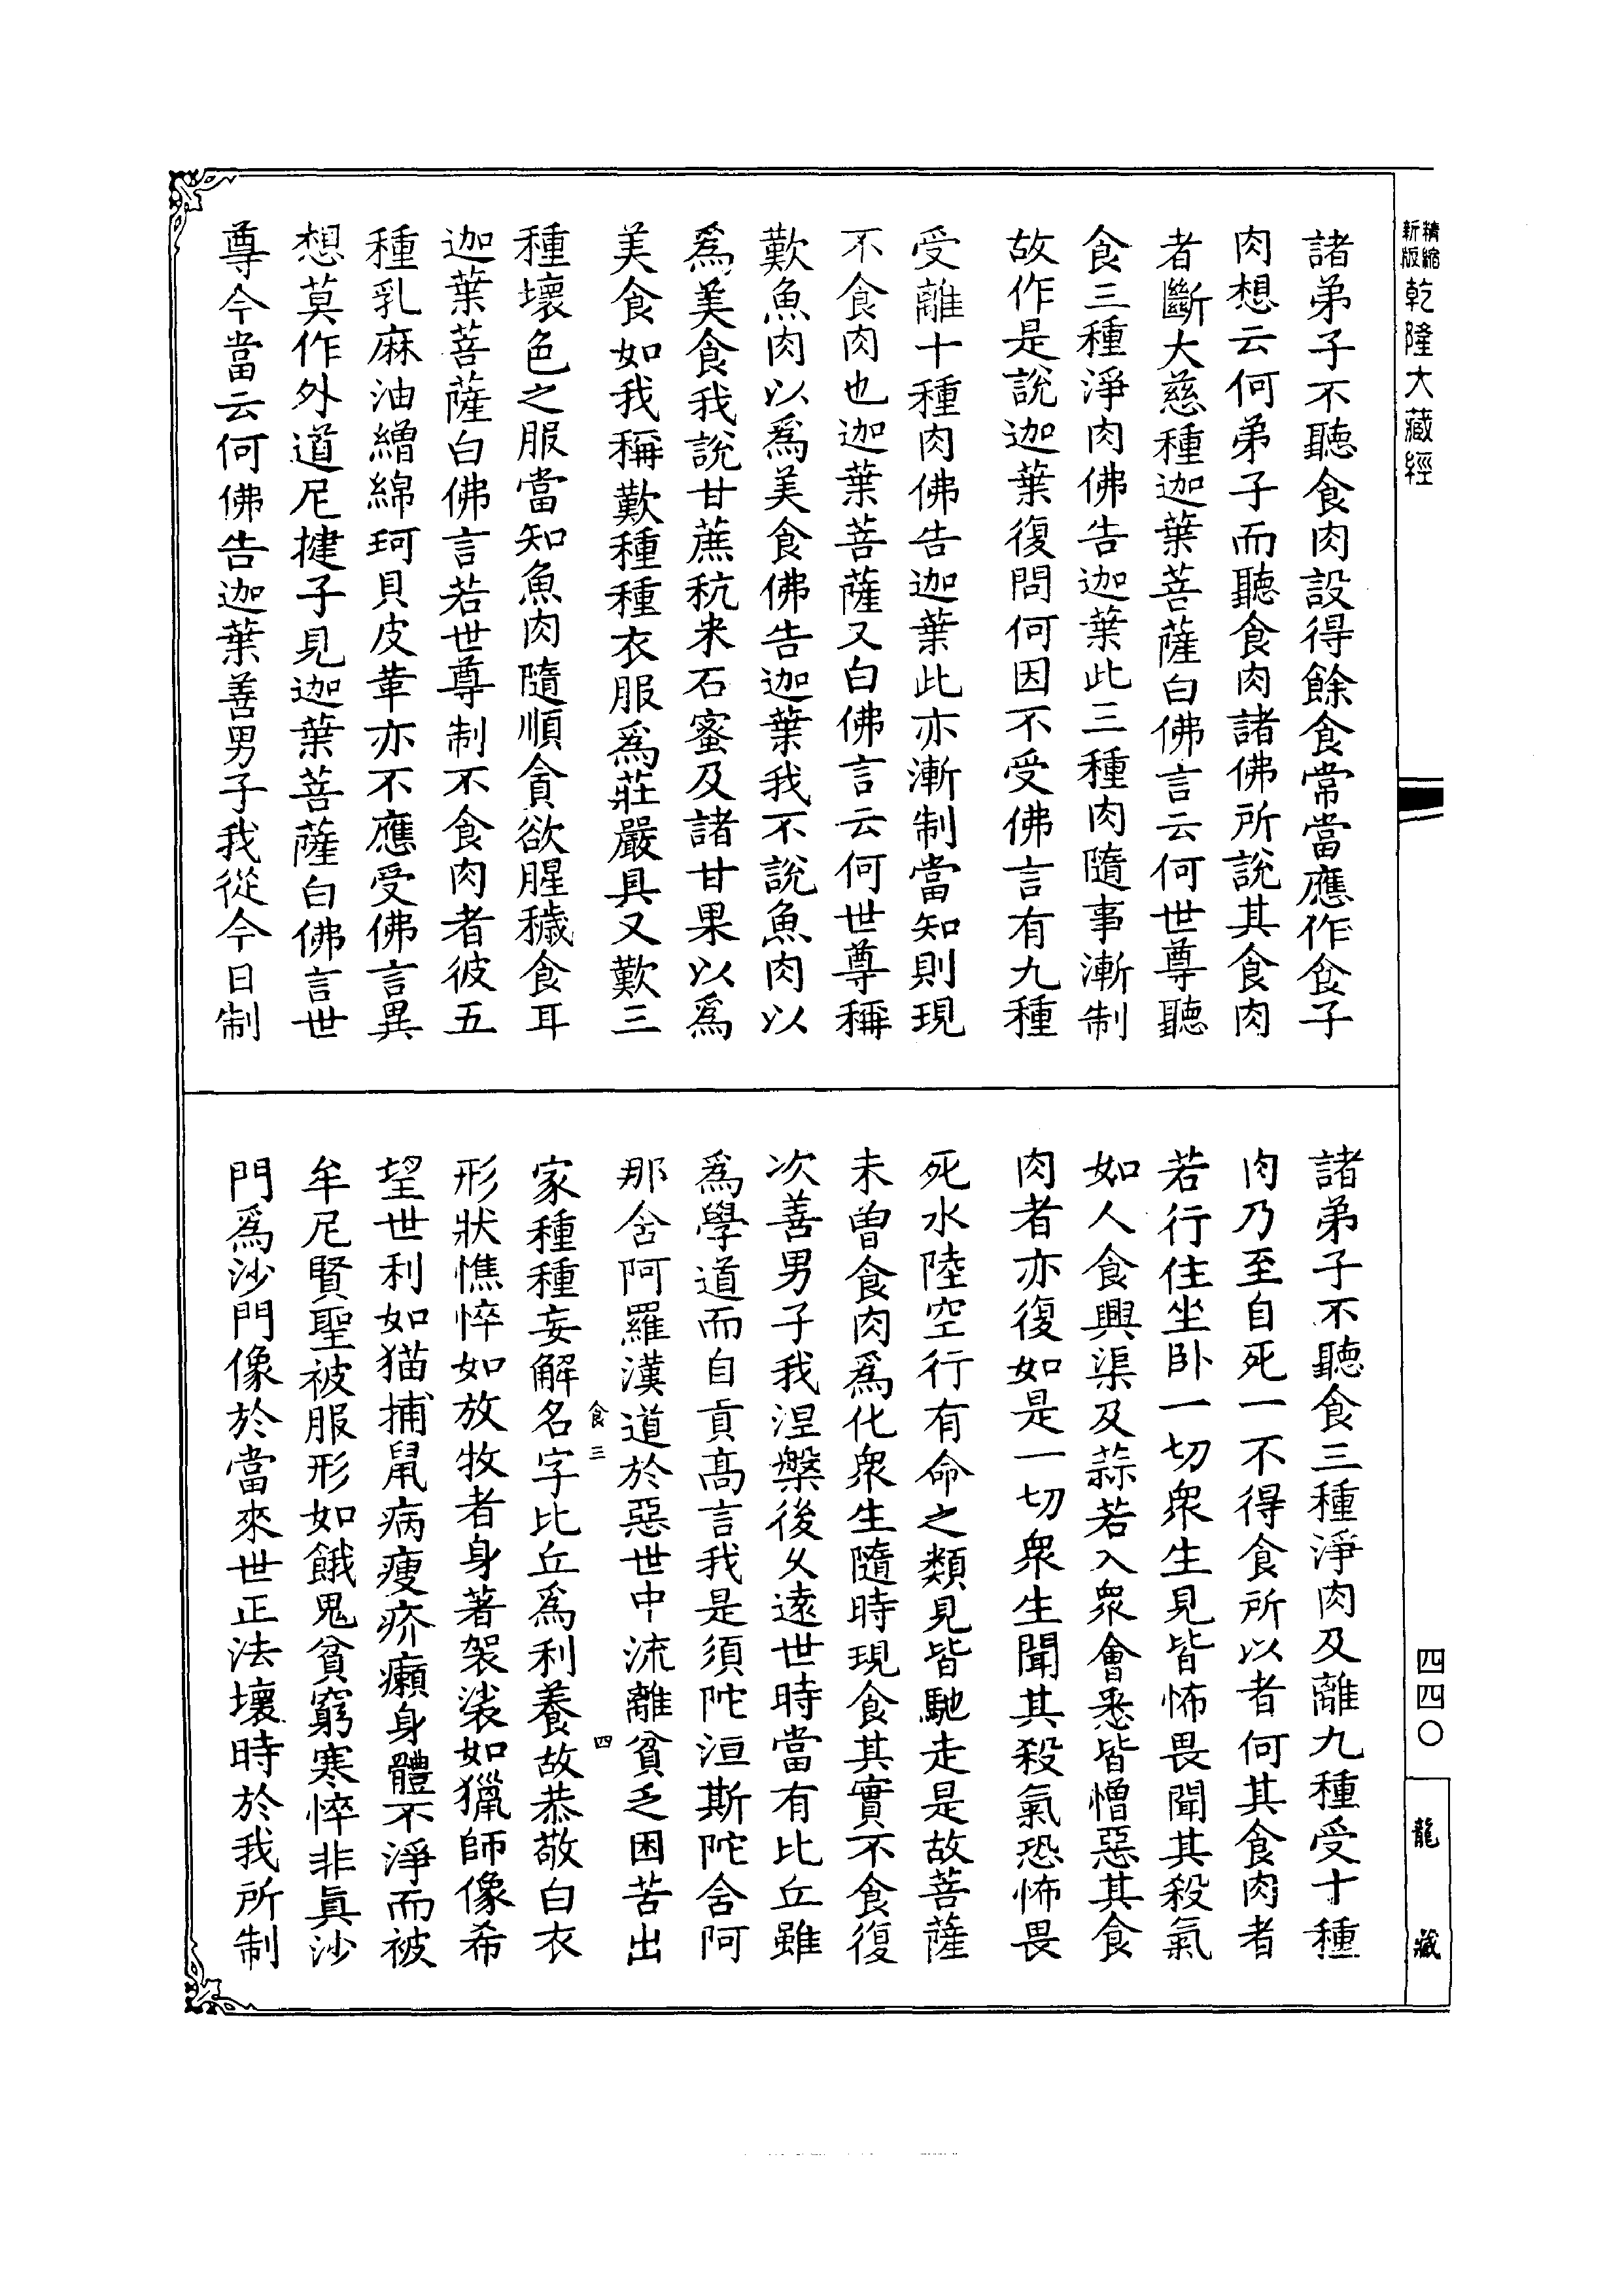 精縮新版乾隆大藏經
諸弟子不聽食肉設得餘食常當應作食子
肉想云何弟子而聽食肉諸佛所說其食肉
者斷大慈種迦葉菩薩白佛言云何世尊聽
食三種淨肉佛告迦葉此三種肉隨事漸制
故作是說迦葉復問何因不受佛言有九種
受離十種肉佛告迦葉此亦漸制當知則現
不食肉也迦葉菩薩又白佛言云何世尊稱
歎魚肉以爲美食佛告迦葉我不說魚肉以
爲美食我說甘蔗秔米石蜜及諸甘果以爲
美食如我稱歎種種衣服爲莊嚴具又歎三
種壞色之服當知魚肉隨順貪欲腥穢食耳
迦葉菩薩白佛言若世尊制不食肉者彼五
種乳麻油繒綿珂貝皮革亦不應受佛言異
想莫作外道尼揵子見迦葉菩薩白佛言世
尊今當云何佛告迦葉善男子我從今日制
諸弟子不聽食三種淨肉及離九種受十種
肉乃至自死一不得食所以者何其食肉者
若行住坐卧一切衆生見皆怖畏聞其殺氣
如人食興渠及蒜若入衆會悉皆憎惡其食
肉者亦復如是一切衆生聞其殺氣恐怖畏
死水陸空行有命之類見皆馳走是故菩薩
未曾食肉爲化衆生隨時現食其實不食復
次善男子我涅槃後久遠世時當有比丘雖
爲學道而自貢高言我是須陀洹斯陀含阿
那含阿羅漢道於惡世中流離貧乏困苦出
食三 四
家種種妄解名字比丘爲利養故恭敬白衣
形狀憔悴如放牧者身著袈裟如獵師像希
望世利如猫捕鼠病瘦疥癩身體不淨而被
牟尼賢聖被服形如餓鬼貧窮寒悴非眞沙
門爲沙門像於當來世正法壞時於我所制
四四〇
龍藏